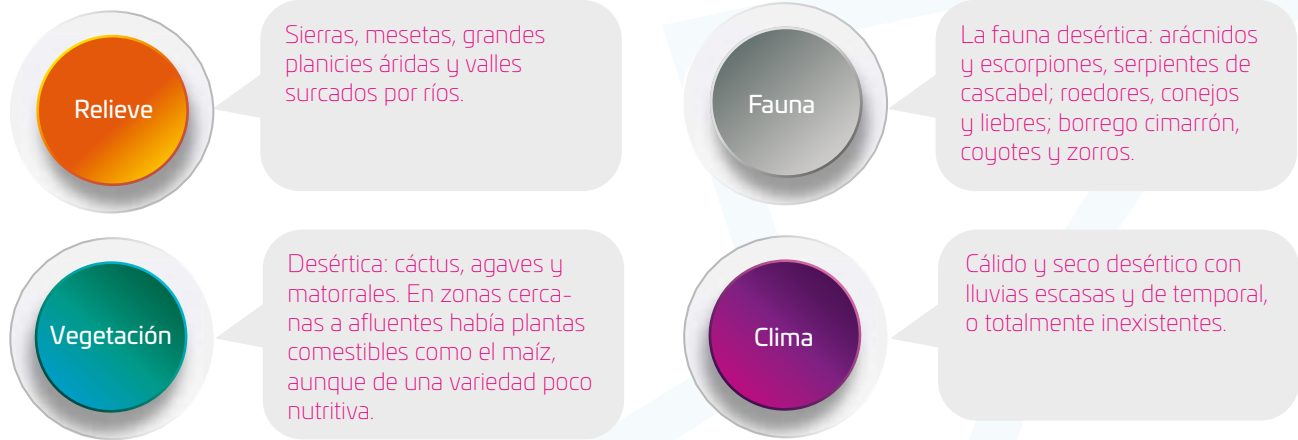 Relieve
Sierras, mesetas, grandes
planicies áridas y valles
surcados por ríos.
Fauna
La fauna desértica: arácnidos
y escorpiones, serpientes de
cascabel; roedores, conejos
y liebres; borrego cimarrón,
coyotes y zorros.
Vegetación
Desértica: cáctus, agaves y
matorrales. En zonas cerca-
nas a afluentes había plantas
comestibles como el maíz,
aunque de una variedad poco
nutritiva.
Clima
Cálido y seco desértico con
lluvias escasas y de temporal,
o totalmente inexistentes.